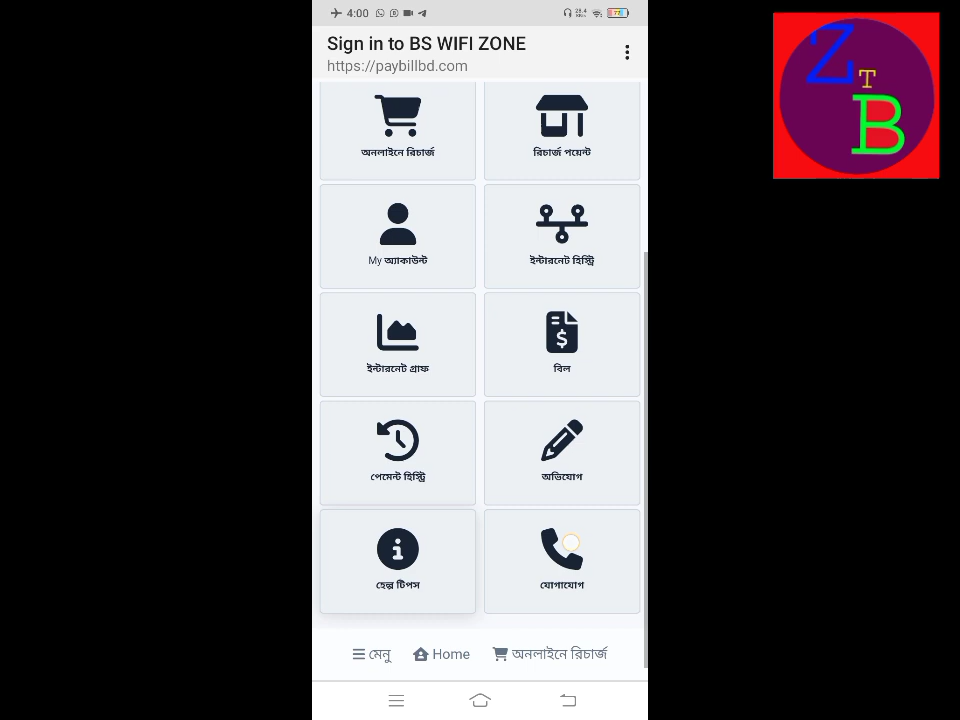 4:00
Sign in to BS WIFI ZONE
https://paybillbd.com
অনলাইনে রিচার্জ
রিচার্জ পয়েন্ট
My অ্যাকাউন্ট
ইন্টারনেট হিস্ট্রি
ইন্টারনেট গ্রাফ
বিল
পেমেন্ট হিস্ট্রি
অভিযোগ
হেল্প টিপস
যোগাযোগ
মেনু Home অনলাইনে রিচার্জ
Z T B